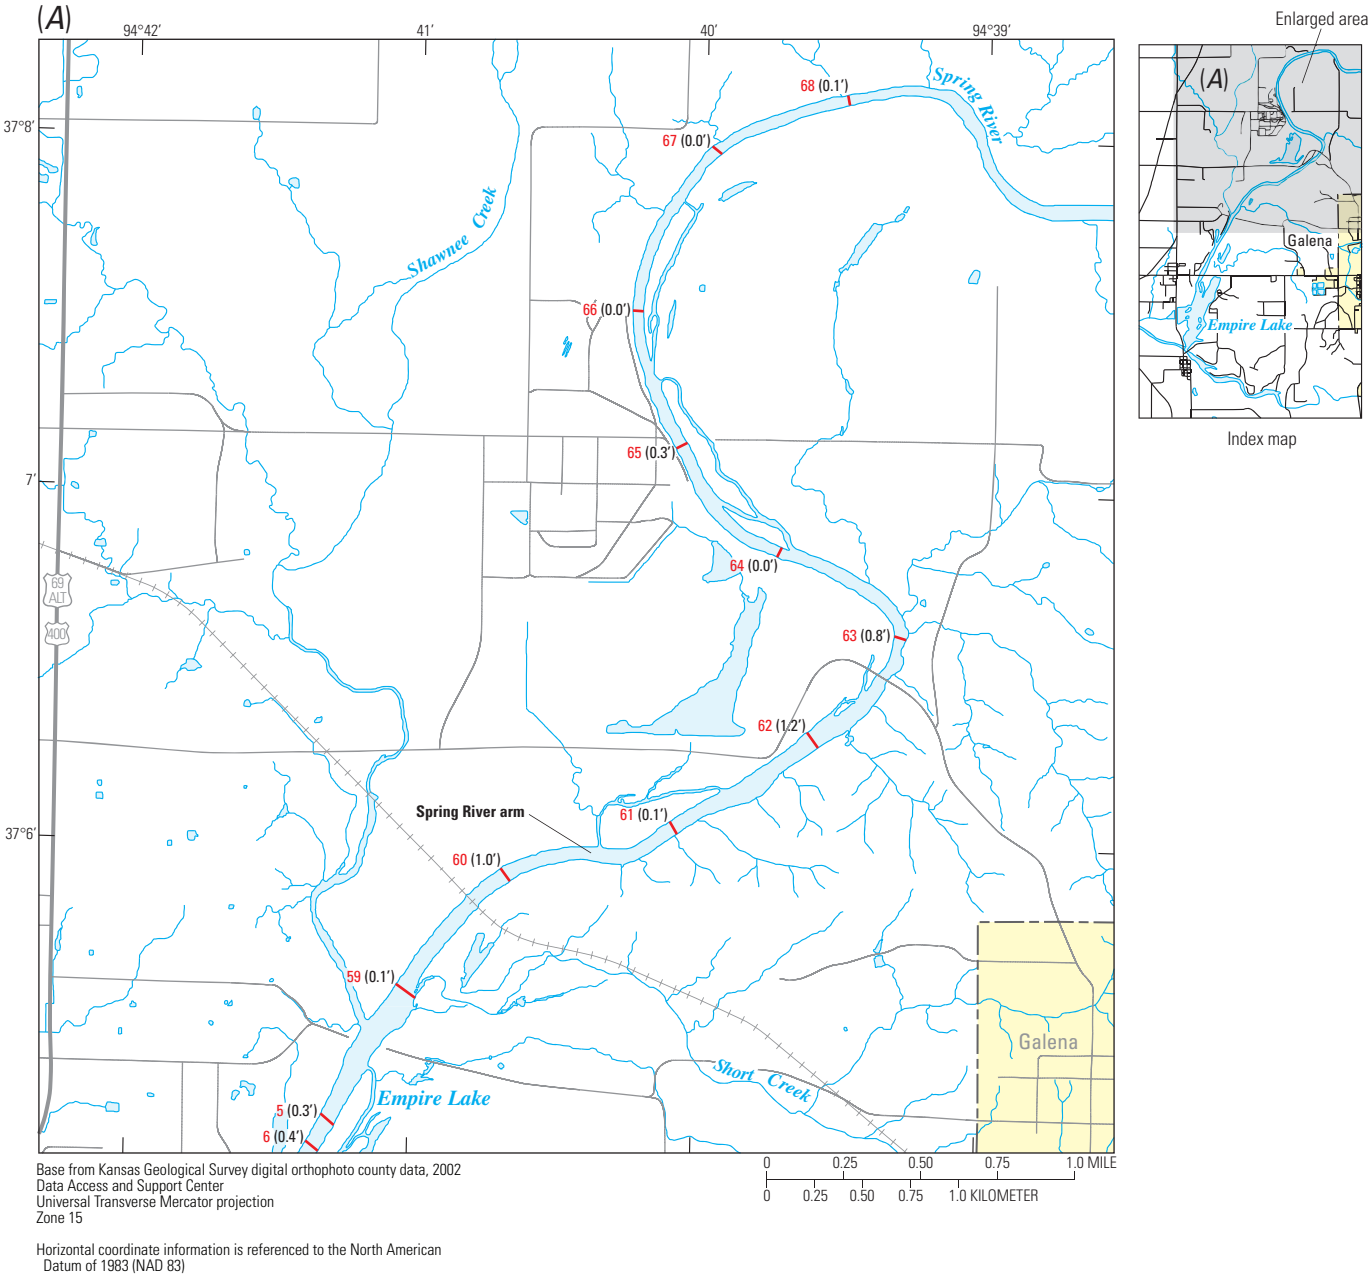 (A)
94°42′
41′
40′
94°39′
Enlarged area
37°8′
7′
37°6′
68 (0.1′)
67 (0.0′)
Spring River
Shawnee Creek
66 (0.0′)
65 (0.3′)
64 (0.0′)
63 (0.8′)
62 (1.2′)
61 (0.1′)
Spring River arm
60 (1.0′)
59 (0.1′)
69
ALT
400
Galena
Short Creek
Empire Lake
5 (0.3′)
6 (0.4′)
(A)
Galena
Empire Lake
Index map
Base from Kansas Geological Survey digital orthophoto county data, 2002
Data Access and Support Center
Universal Transverse Mercator projection
Zone 15
Horizontal coordinate information is referenced to the North American
Datum of 1983 (NAD 83)
0 0.25 0.50 0.75 1.0 MILE
0 0.25 0.50 0.75 1.0 KILOMETER